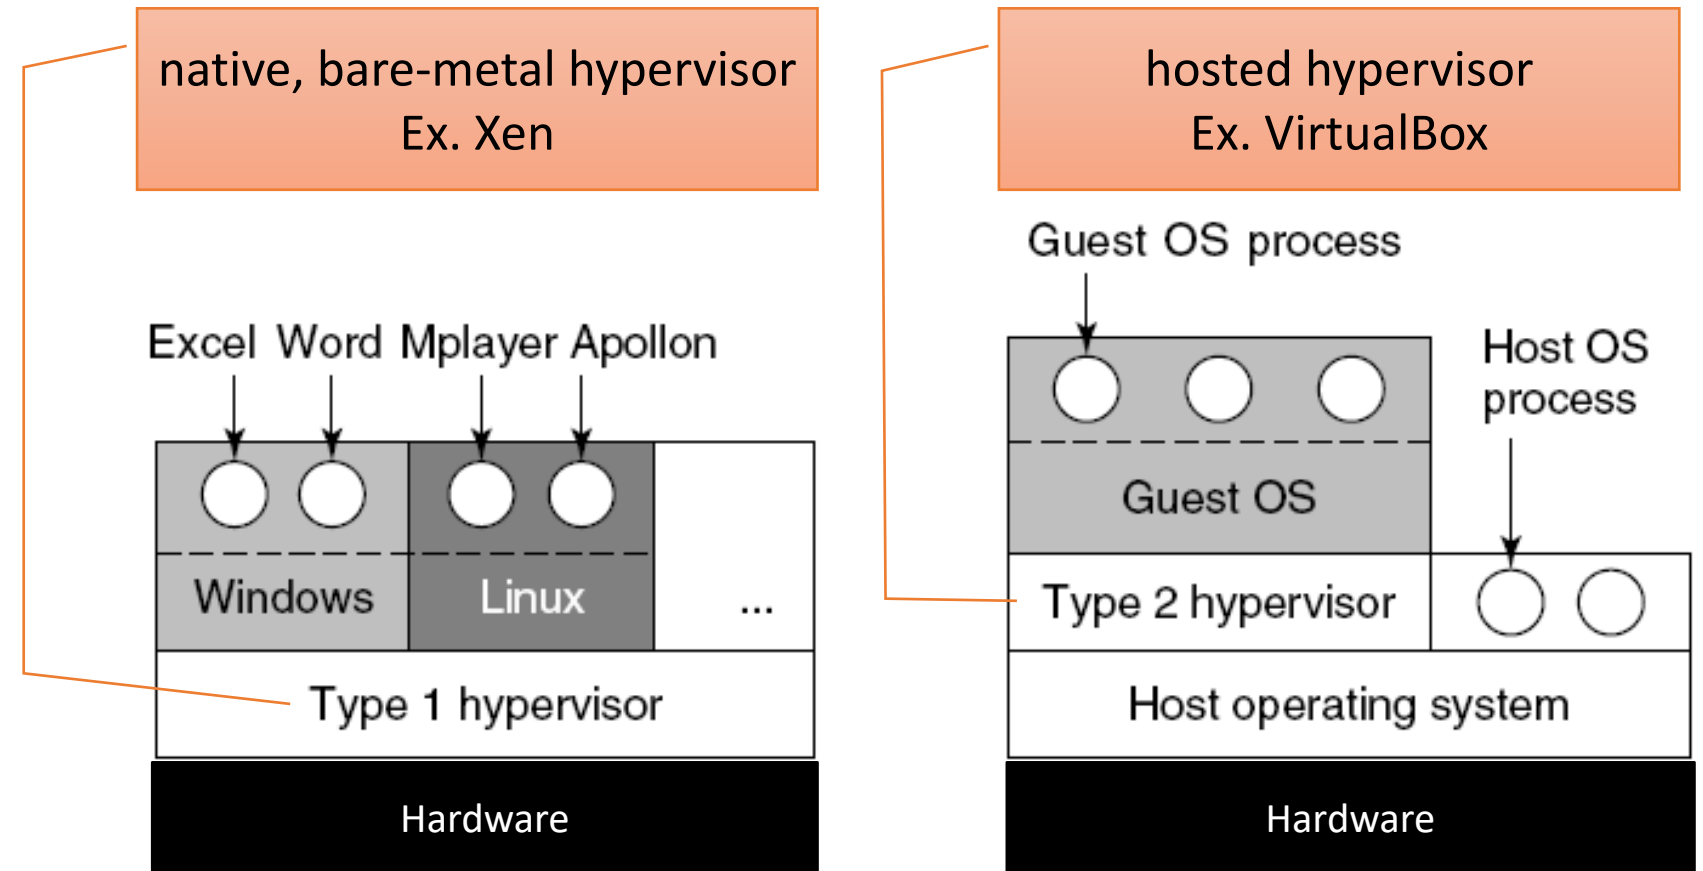 native, bare-metal hypervisor
Ex. Xen
Excel Word Mplayer Apollon
Windows
Linux
...
Type 1 hypervisor
Hardware
hosted hypervisor
Ex. VirtualBox
Guest OS process
Host OS
process
Guest OS
Type 2 hypervisor
Host operating system
Hardware